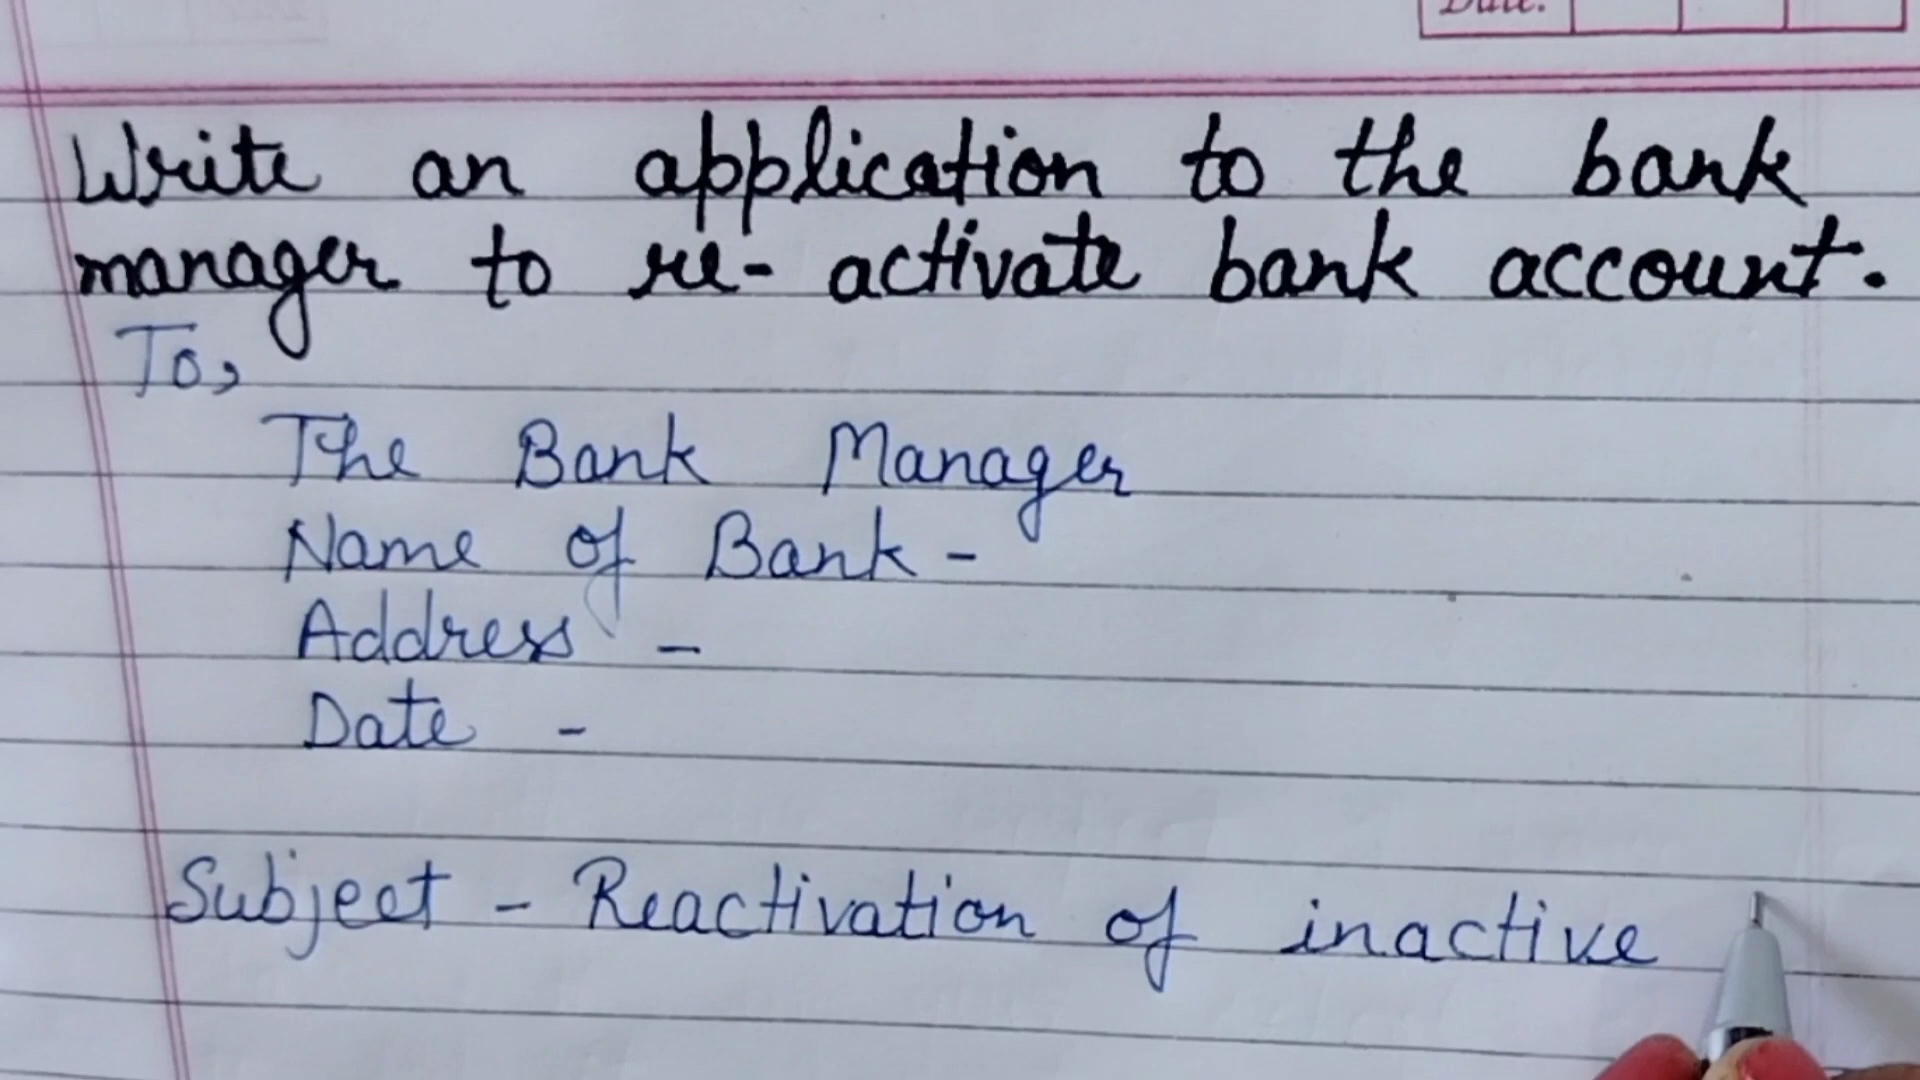 Date:
Write an application to the bank
manager to re-activate bank account.
To,
The Bank Manager
Name of Bank -
Address -
Date -
Subject - Reactivation of inactive